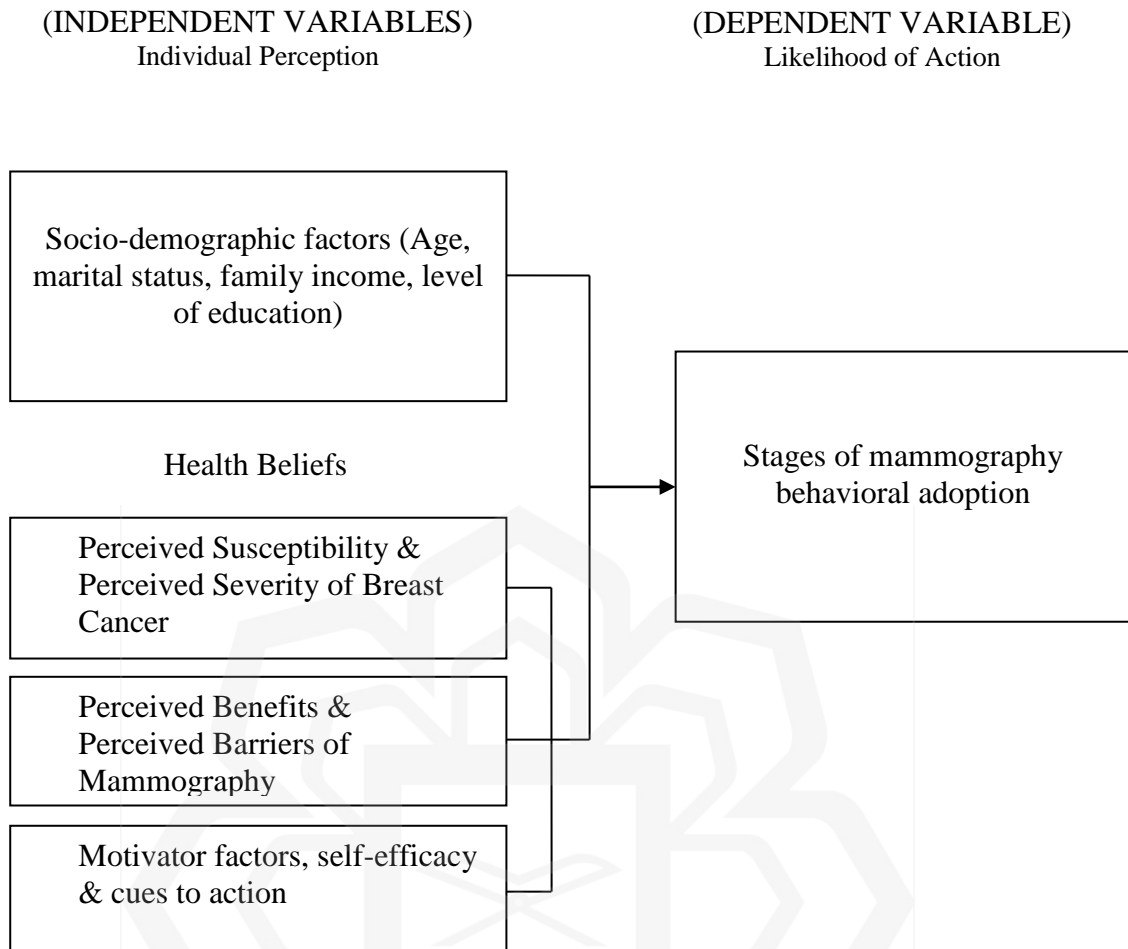 (INDEPENDENT VARIABLES)
Individual Perception
(DEPENDENT VARIABLE)
Likelihood of Action
Socio-demographic factors (Age,
marital status, family income, level
of education)
Health Beliefs
Perceived Susceptibility &
Perceived Severity of Breast
Cancer
Perceived Benefits &
Perceived Barriers of
Mammography
Motivator factors, self-efficacy
& cues to action
Stages of mammography
behavioral adoption